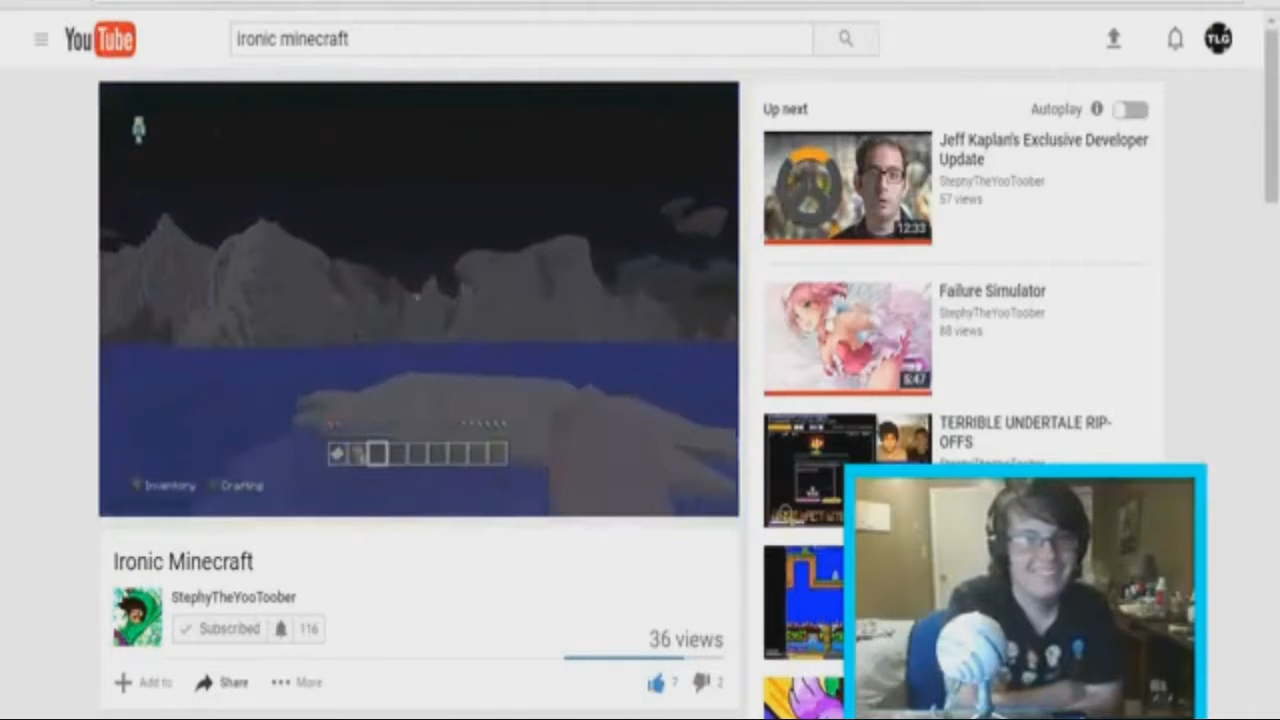 YouTube
ironic minecraft
TLG
Inventory
Crafting
Ironic Minecraft
StephyTheYooToober
Subscribed
116
36 views
Add to
Share
More
7
2
Up next
Autoplay
12:33
Jeff Kaplan's Exclusive Developer
Update
StephyTheYooToober
57 views
Failure Simulator
StephyTheYooToober
88 views
TERRIBLE UNDERTALE RIP-
OFFS